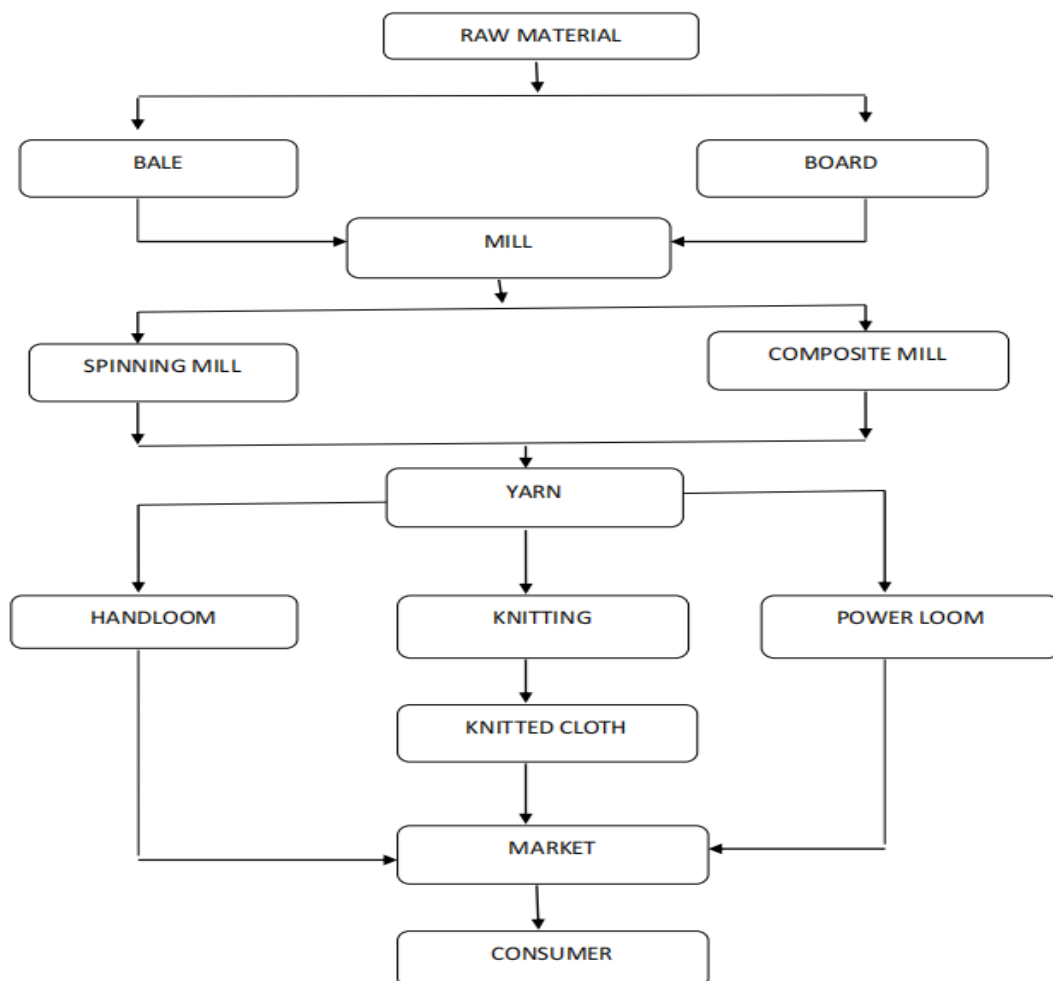 RAW MATERIAL
BALE
BOARD
MILL
SPINNING MILL
COMPOSITE MILL
YARN
HANDLOOM
KNITTING
POWER LOOM
KNITTED CLOTH
MARKET
CONSUMER